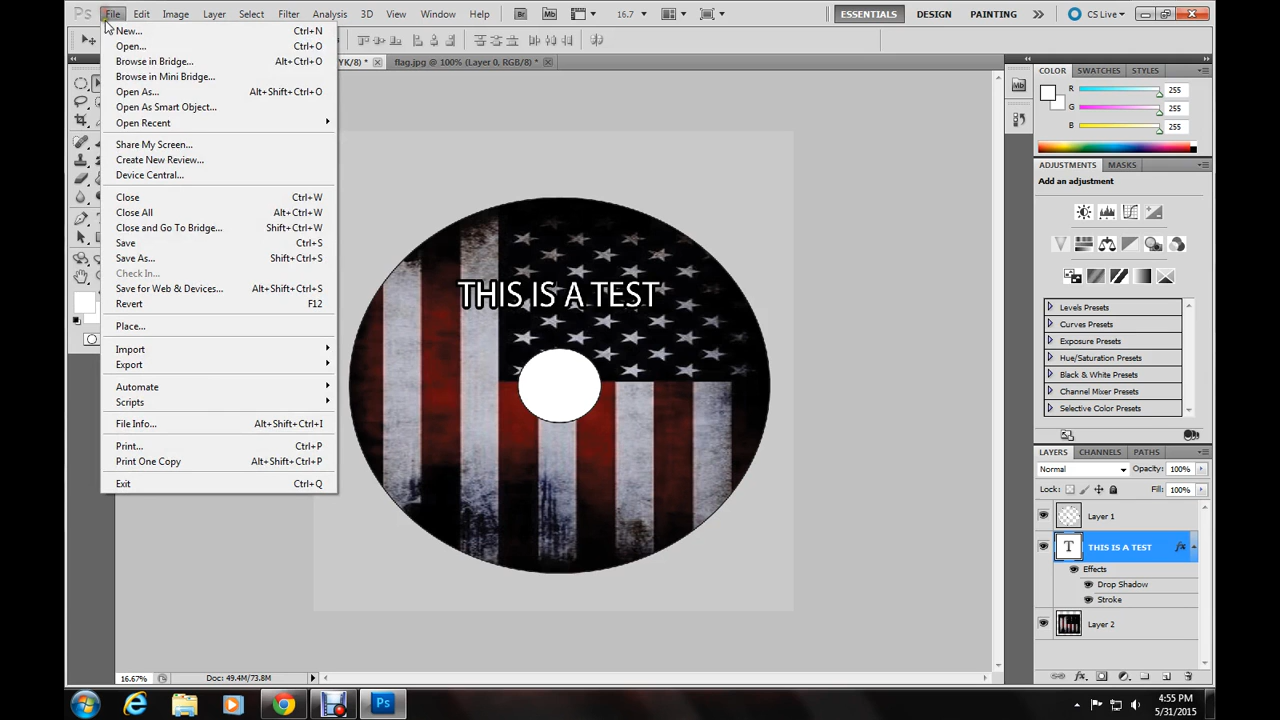 Ps File Edit Image Layer Select Filter Analysis 3D View Window Help Br Mb 16.7 ESSENTIALS DESIGN PAINTING CS Live
YK/8) * flag.jpg @ 100% (Layer 0, RGB/8) *
New... Ctrl+N
Open... Ctrl+O
Browse in Bridge... Alt+Ctrl+O
Browse in Mini Bridge...
Open As... Alt+Shift+Ctrl+O
Open As Smart Object...
Open Recent
Share My Screen...
Create New Review...
Device Central...
Close Ctrl+W
Close All Alt+Ctrl+W
Close and Go To Bridge... Shift+Ctrl+W
Save Ctrl+S
Save As... Shift+Ctrl+S
Check In...
Save for Web & Devices... Alt+Shift+Ctrl+S
Revert F12
Place...
Import
Export
Automate
Scripts
File Info... Alt+Shift+Ctrl+I
Print... Ctrl+P
Print One Copy Alt+Shift+Ctrl+P
Exit Ctrl+Q
THIS IS A TEST
Mb
COLOR SWATCHES STYLES
R 255
G 255
B 255
ADJUSTMENTS MASKS
Add an adjustment
Levels Presets
Curves Presets
Exposure Presets
Hue/Saturation Presets
Black & White Presets
Channel Mixer Presets
Selective Color Presets
LAYERS CHANNELS PATHS
Normal Opacity: 100%
Lock: Fill: 100%
Layer 1
T THIS IS A TEST fx
Effects
Drop Shadow
Stroke
Layer 2
16.67% Doc: 49.4M/73.8M
Ps
4:55 PM
5/31/2015